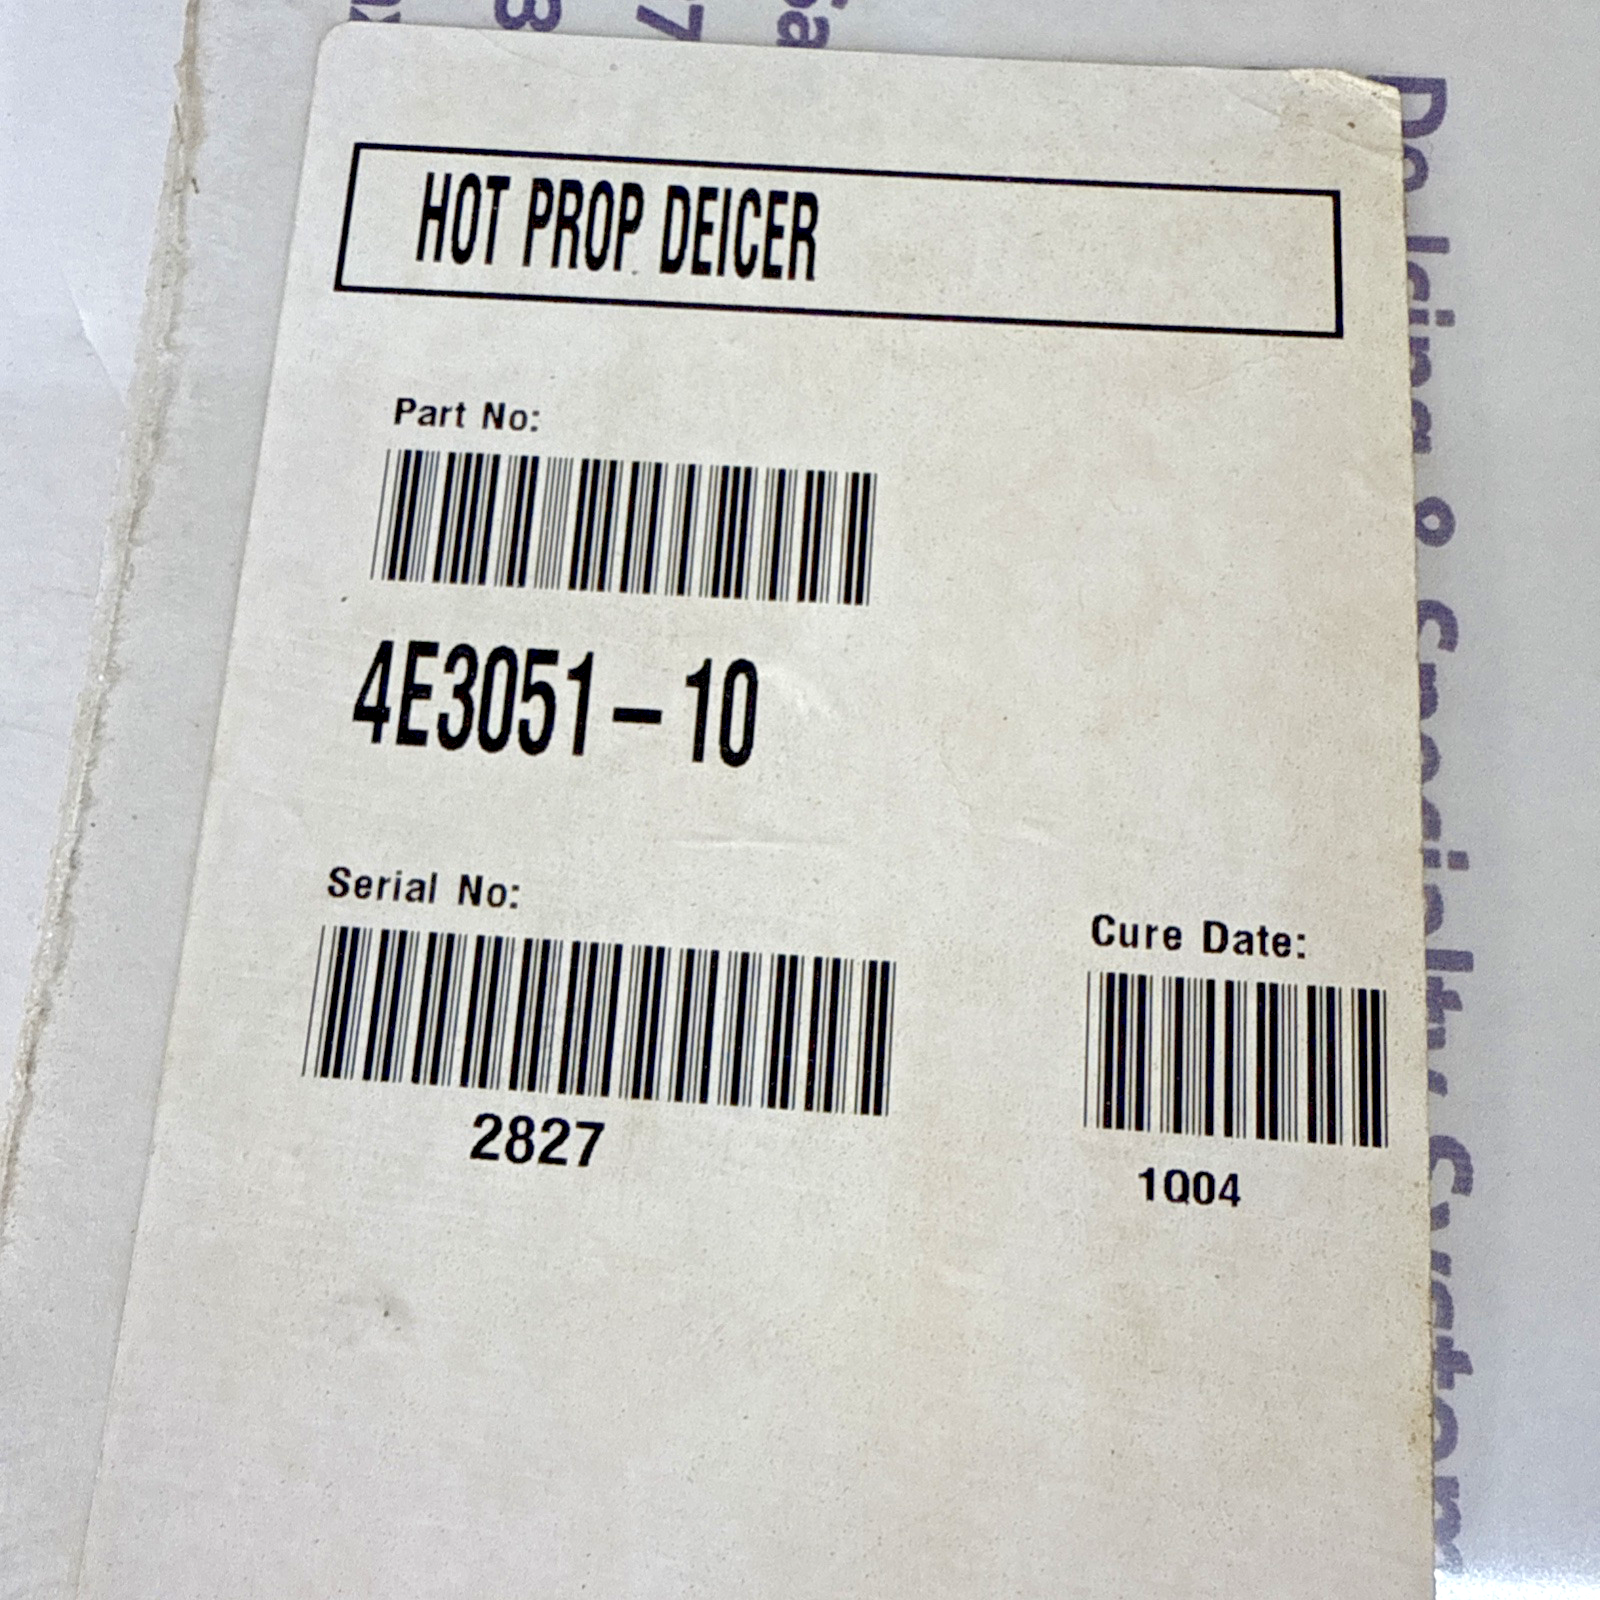 HOT PROP DEICER
Part No:
4E3051-10
Serial No:
2827
Cure Date:
1Q04